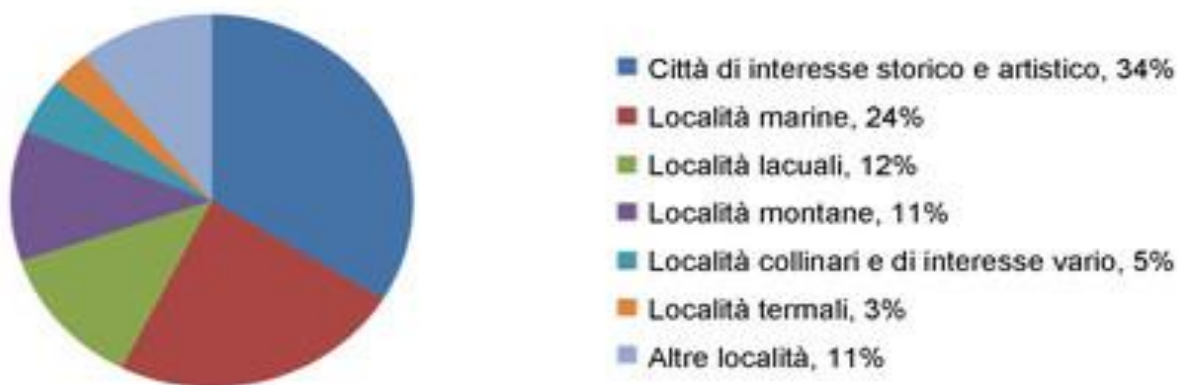 Città di interesse storico e artistico, 34%
Località marine, 24%
Località lacuali, 12%
Località montane, 11%
Località collinari e di interesse vario, 5%
Località termali, 3%
Altre località, 11%